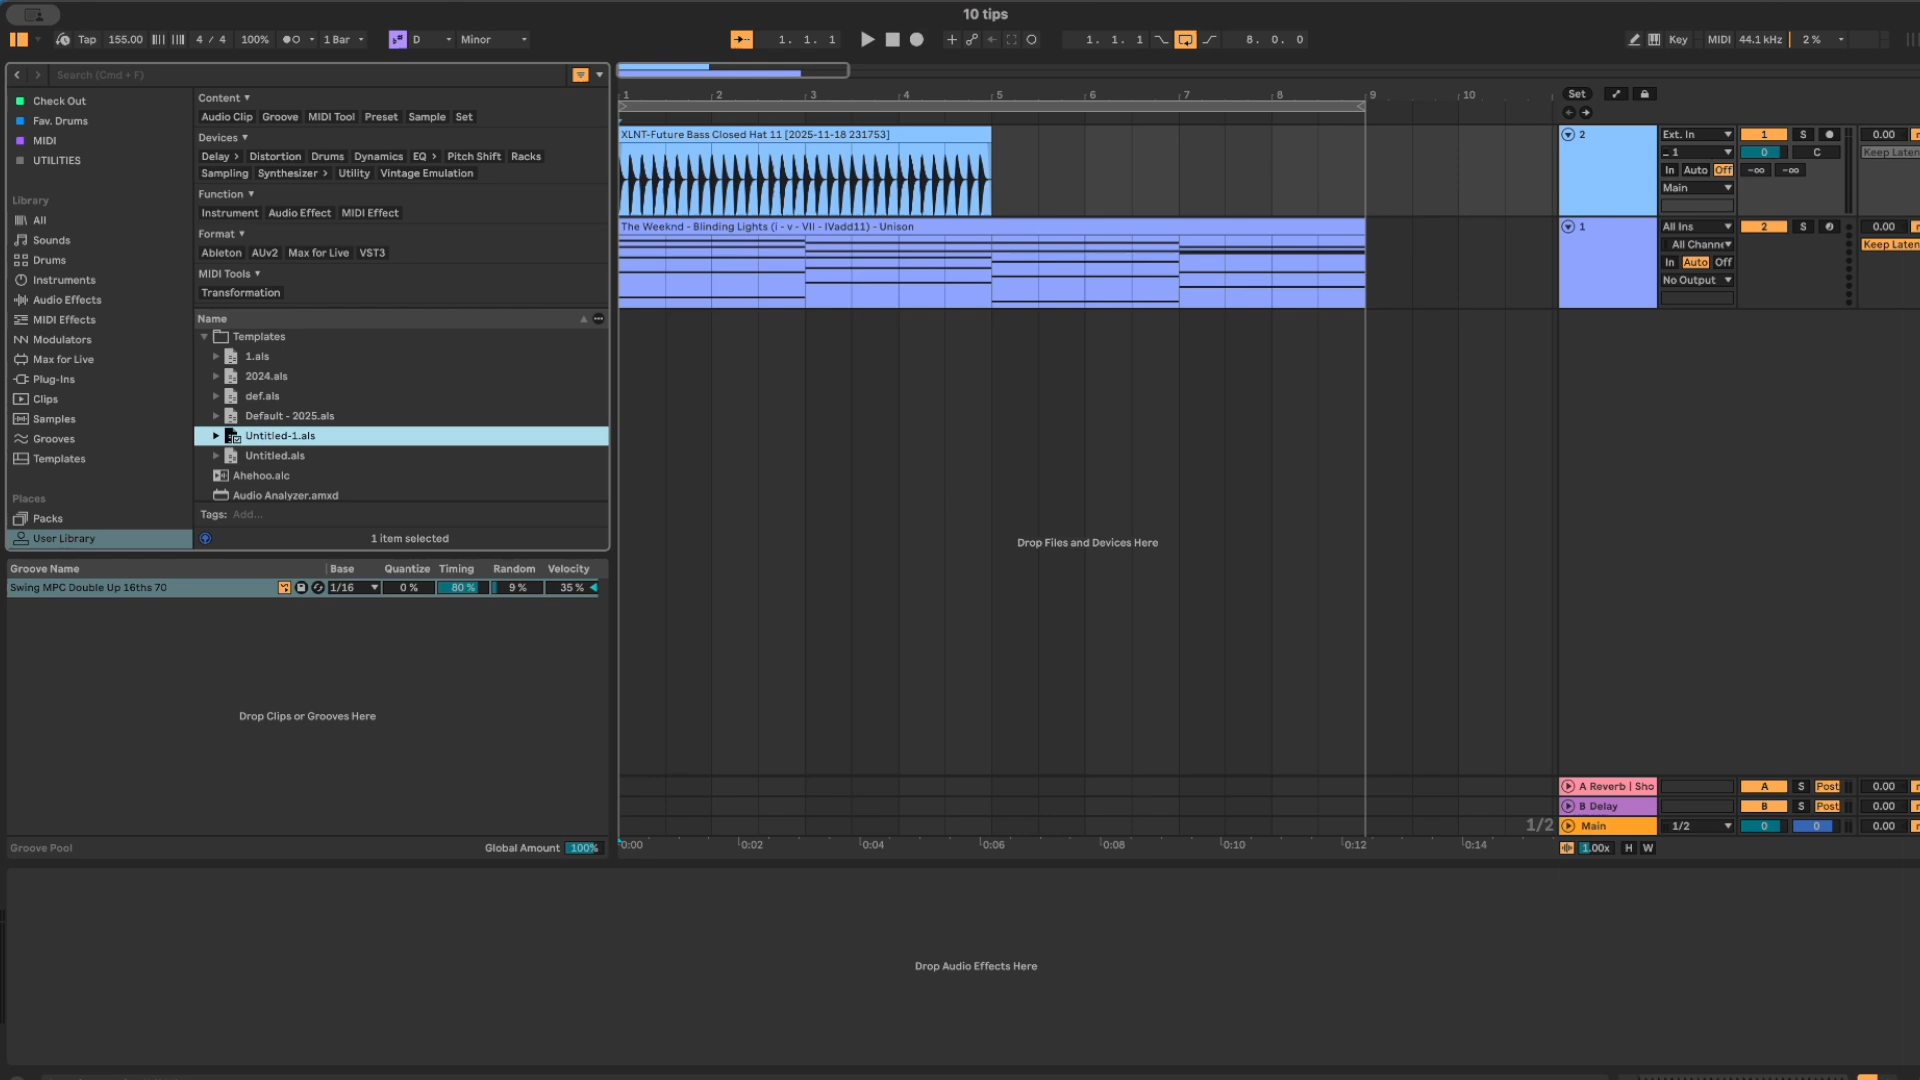 10 tips
Tap 155.00 4 / 4 100% 1 Bar D Minor 1. 1. 1 1. 1. 1 8. 0. 0 Key MIDI 44.1 kHz 2 %
Search (Cmd + F)
Check Out
Fav. Drums
MIDI
UTILITIES
Library
All
Sounds
Drums
Instruments
Audio Effects
MIDI Effects
Modulators
Max for Live
Plug-Ins
Clips
Samples
Grooves
Templates
Places
Packs
User Library
Content
Audio Clip Groove MIDI Tool Preset Sample Set
Devices
Delay > Distortion Drums Dynamics EQ > Pitch Shift Racks
Sampling Synthesizer > Utility Vintage Emulation
Function
Instrument Audio Effect MIDI Effect
Format
Ableton AUv2 Max for Live VST3
MIDI Tools
Transformation
Name
Templates
1.als
2024.als
def.als
Default - 2025.als
Untitled-1.als
Untitled.als
Ahehoo.alc
Audio Analyzer.amxd
Tags: Add...
1 item selected
Groove Name Base Quantize Timing Random Velocity
Swing MPC Double Up 16ths 70 1/16 0 % 80 % 9 % 35 %
Drop Clips or Grooves Here
Groove Pool Global Amount 100%
1 2 3 4 5 6 7 8 9 10
XLNT-Future Bass Closed Hat 11 [2025-11-18 231753]
The Weeknd - Blinding Lights (i - v - VII - IVadd11) - Unison
Drop Files and Devices Here
1/2
0:00 0:02 0:04 0:06 0:08 0:10 0:12 0:14
Set
2 Ext. In 1 S 0.00
1 0 C Keep Laten
In Auto Off -∞ -∞
Main
1 All Ins 2 S 0.00
All Channe Keep Laten
In Auto Off
No Output
A Reverb | Sho A S Post 0.00
B Delay B S Post 0.00
Main 1/2 0 0 0.00
1.00x H W
Drop Audio Effects Here